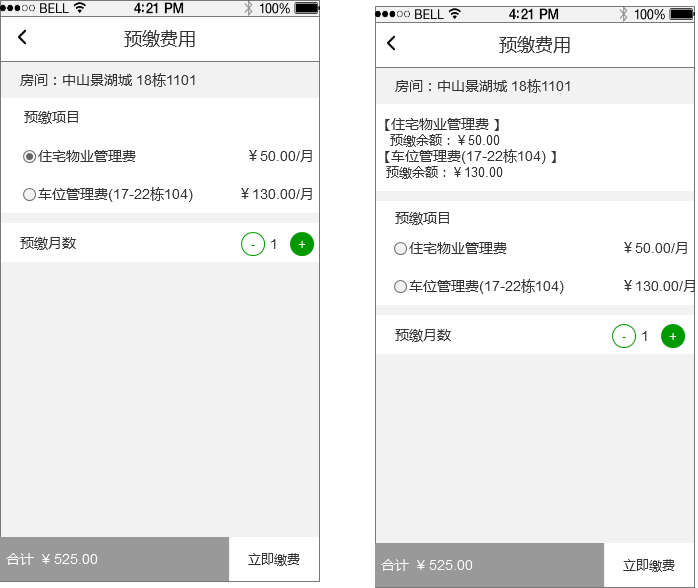 BELL 4:21 PM 100%
预缴费用
房间：中山景湖城 18栋1101
预缴项目
住宅物业管理费 ￥50.00/月
车位管理费(17-22栋104) ￥130.00/月
预缴月数 - 1 +
合计 ￥525.00 立即缴费
BELL 4:21 PM 100%
预缴费用
房间：中山景湖城 18栋1101
【住宅物业管理费 】
预缴余额：￥50.00
【车位管理费(17-22栋104) 】
预缴余额：￥130.00
预缴项目
住宅物业管理费 ￥50.00/月
车位管理费(17-22栋104) ￥130.00/月
预缴月数 - 1 +
合计 ￥525.00 立即缴费